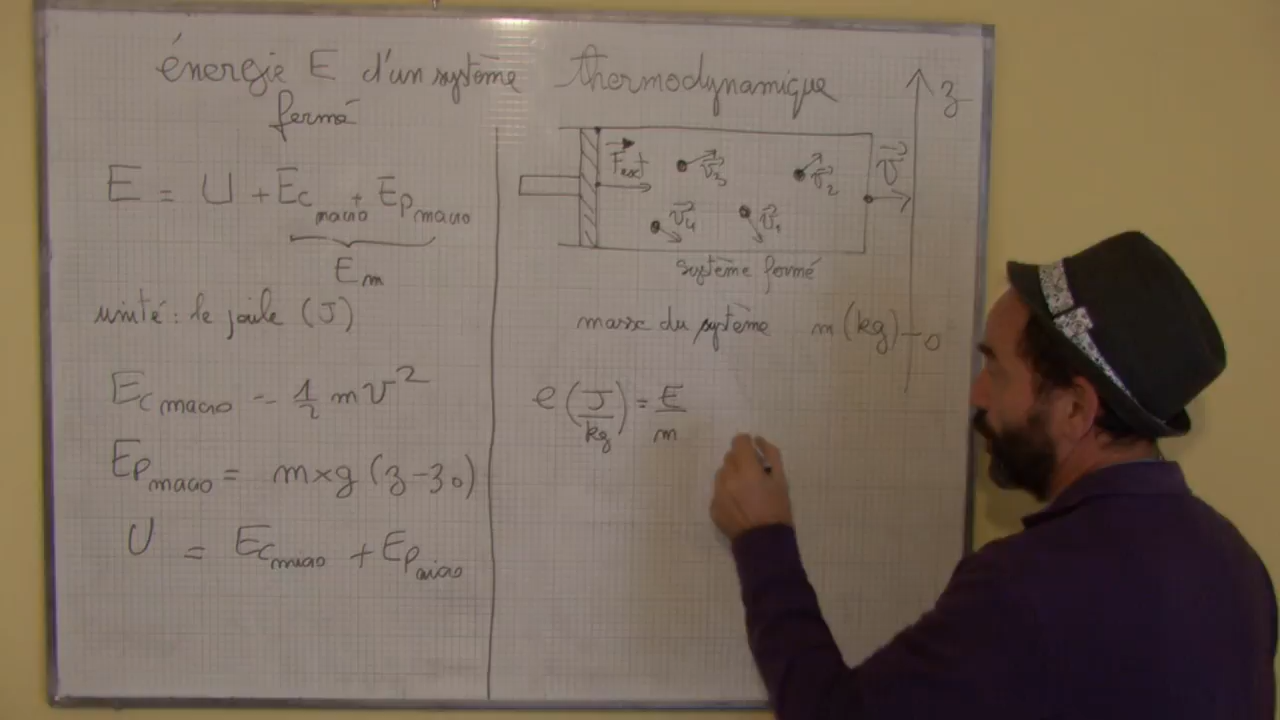 énergie E d'un système thermodynamique
fermé
E = U + Ec macro + Ep macro
Em
unité : le joule (J)
Ec macro = 1/2 m v²
Ep macro = m × g (z - z0)
U = Ec micro + Ep micro
z
Fext
v3
v2
v
v4
v1
système fermé
masse du système m (kg)
0
e (J/kg) = E/m